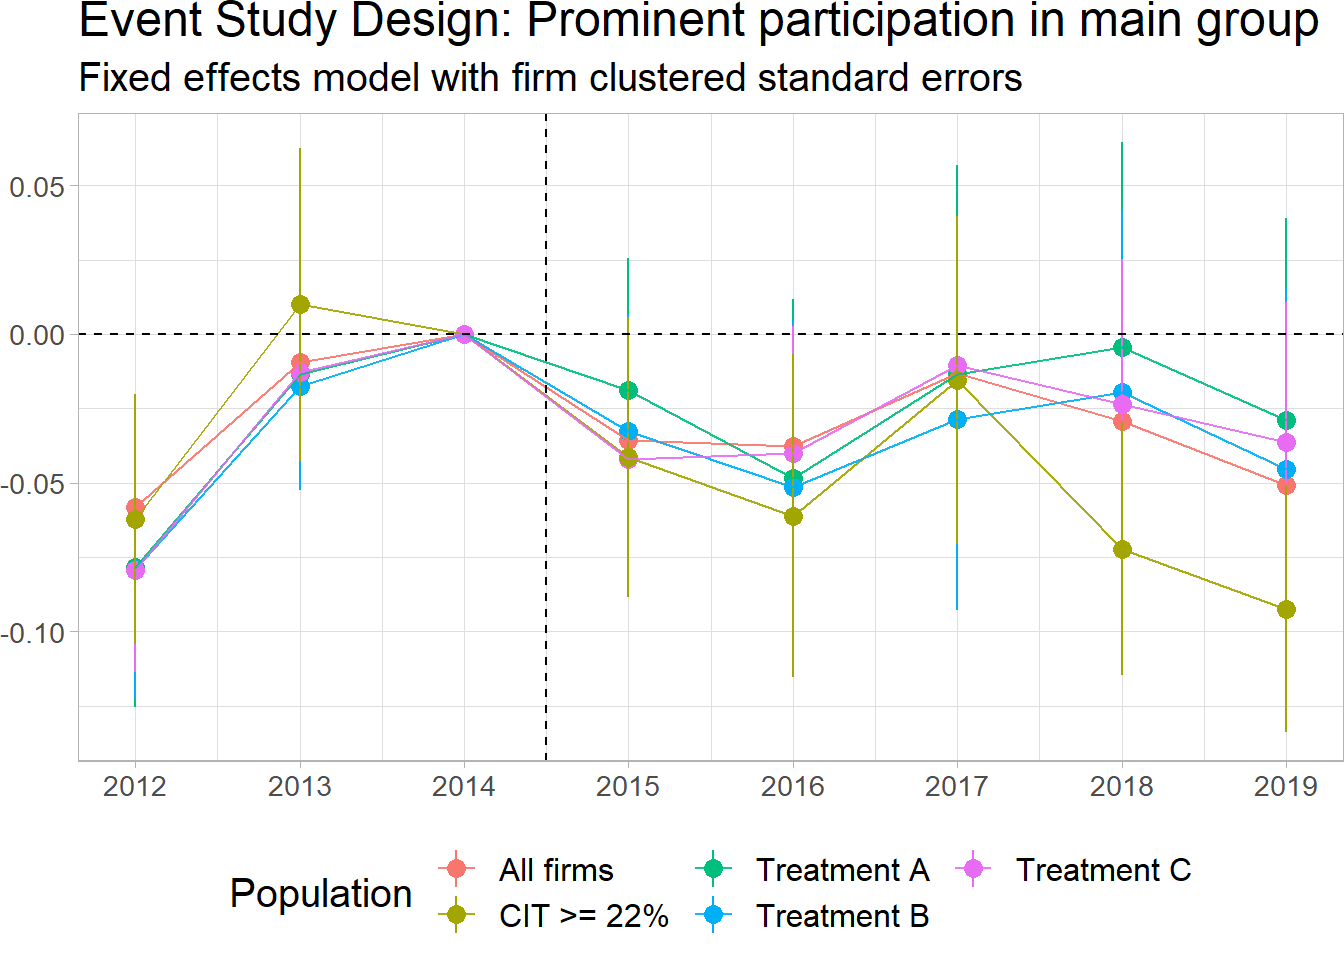 Event Study Design: Prominent participation in main group
Fixed effects model with firm clustered standard errors
0.05
0.00
-0.05
-0.10
2012 2013 2014 2015 2016 2017 2018 2019
Population
All firms Treatment A Treatment C
CIT >= 22% Treatment B